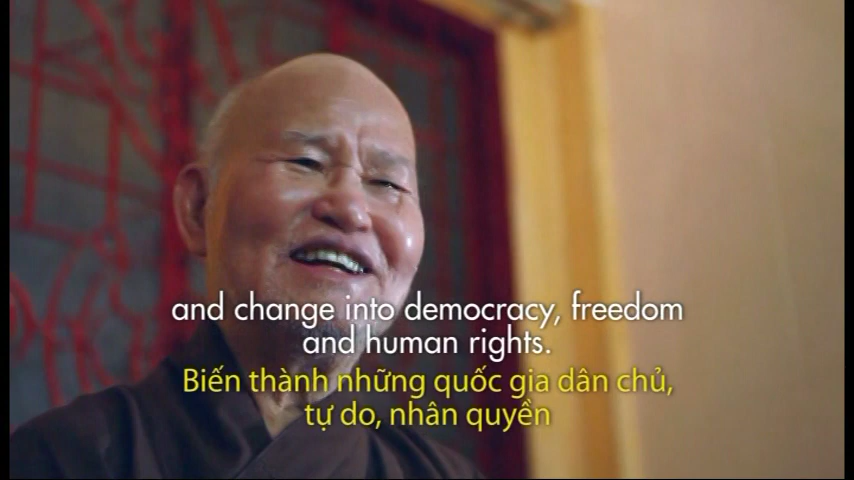 and change into democracy, freedom
and human rights.
Biến thành những quốc gia dân chủ,
tự do, nhân quyền